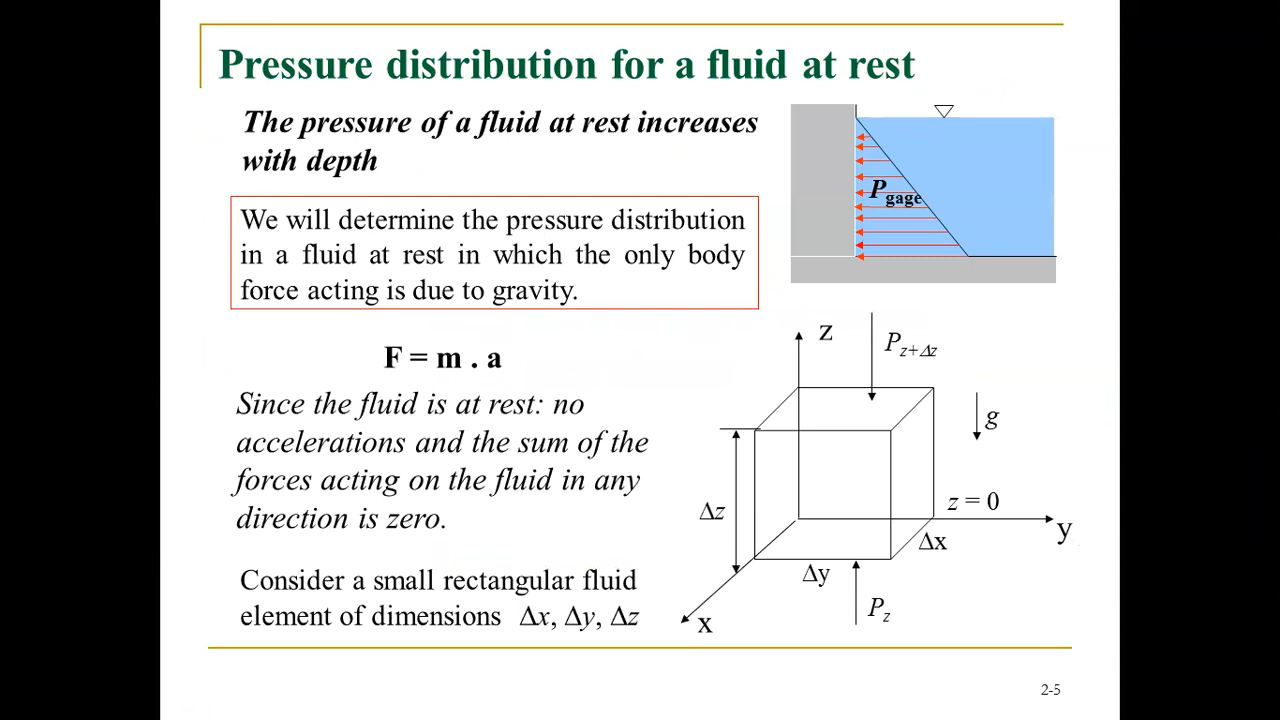 Pressure distribution for a fluid at rest
The pressure of a fluid at rest increases
with depth
We will determine the pressure distribution
in a fluid at rest in which the only body
force acting is due to gravity.
F = m . a
Since the fluid is at rest: no
accelerations and the sum of the
forces acting on the fluid in any
direction is zero.
Consider a small rectangular fluid
element of dimensions Δx, Δy, Δz
Pgage
z
Pz+Δz
g
Δz
z = 0
y
Δx
Δy
Pz
x
2-5